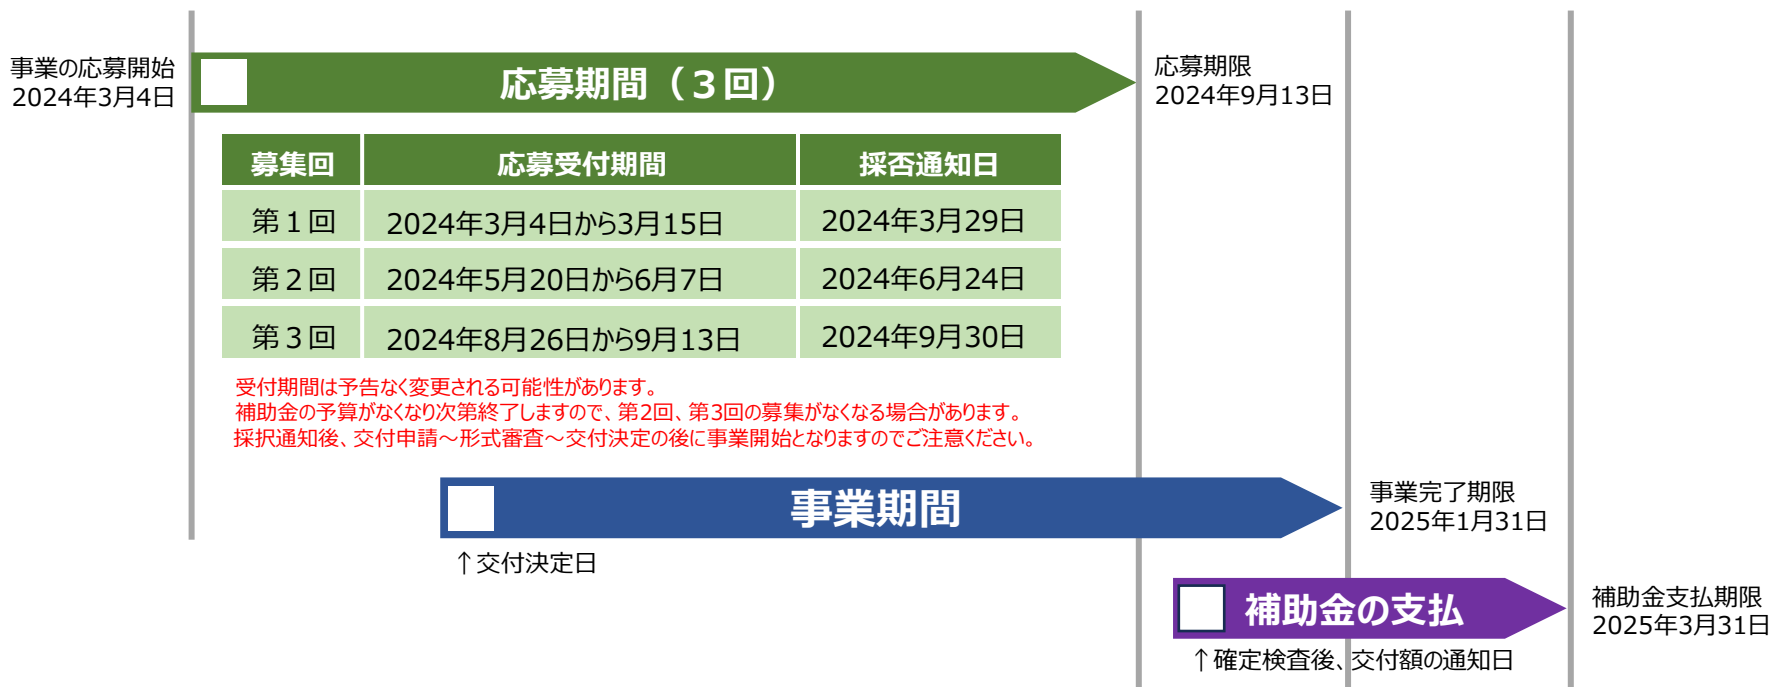 事業の応募開始
2024年3月4日
応募期間（３回）
応募期限
2024年9月13日
募集回 応募受付期間 採否通知日
第１回 2024年3月4日から3月15日 2024年3月29日
第２回 2024年5月20日から6月7日 2024年6月24日
第３回 2024年8月26日から9月13日 2024年9月30日
受付期間は予告なく変更される可能性があります。
補助金の予算がなくなり次第終了しますので、第2回、第3回の募集がなくなる場合があります。
採択通知後、交付申請～形式審査～交付決定の後に事業開始となりますのでご注意ください。
事業期間
事業完了期限
2025年1月31日
↑交付決定日
補助金の支払
補助金支払期限
2025年3月31日
↑確定検査後、交付額の通知日